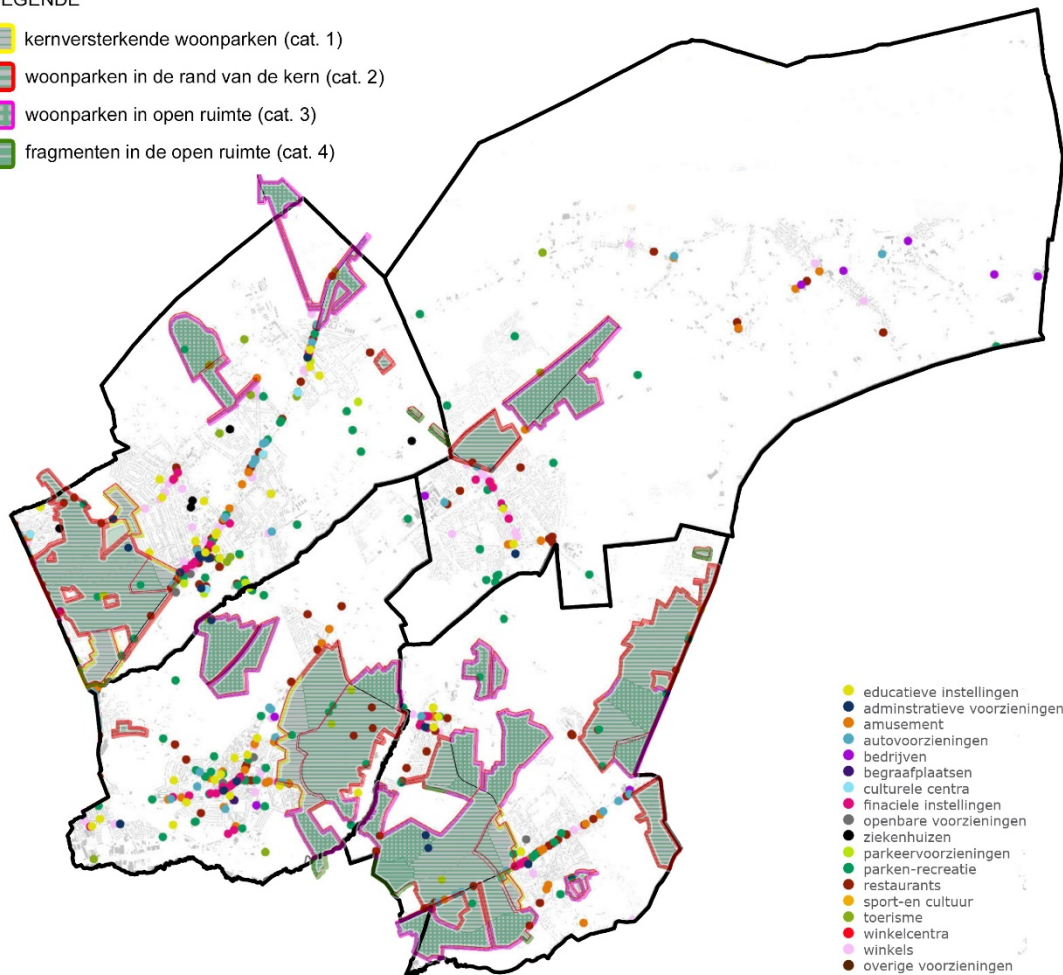 LEGENDE
kernversterkende woonparken (cat. 1)
woonparken in de rand van de kern (cat. 2)
woonparken in open ruimte (cat. 3)
fragmenten in de open ruimte (cat. 4)
educatieve instellingen
adminstratieve voorzieningen
amusement
autovoorzieningen
bedrijven
begraafplaatsen
culturele centra
finaciele instellingen
openbare voorzieningen
ziekenhuizen
parkeervoorzieningen
parken-recreatie
restaurants
sport-en cultuur
toerisme
winkelcentra
winkels
overige voorzieningen